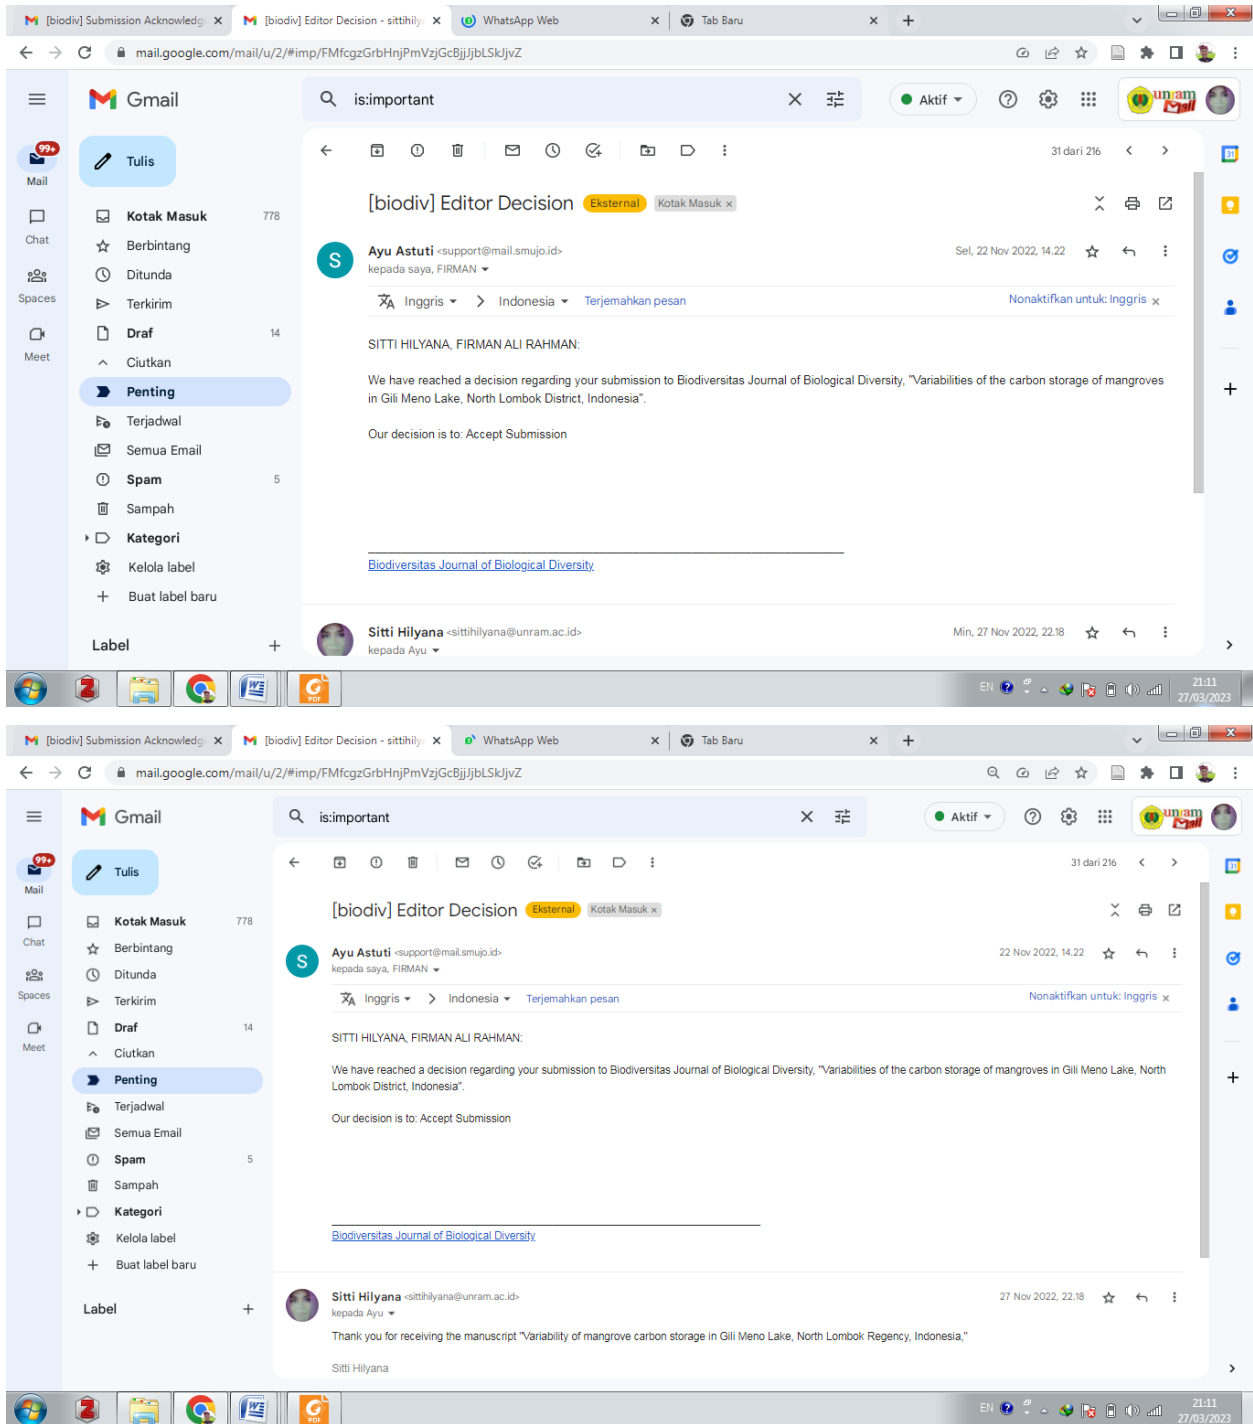 [biodiv] Submission Acknowledg
[biodiv] Editor Decision - sittihily
WhatsApp Web
Tab Baru
mail.google.com/mail/u/2/#imp/FMfcgzGrbHnjPmVzjGcBjjJjbLSkJjvZ
Gmail
is:important
Aktif
unram
Mail
99+
Mail
Tulis
31 dari 216
31
Chat
Spaces
Meet
Kotak Masuk 778
Berbintang
Ditunda
Terkirim
Draf 14
Ciutkan
Penting
Terjadwal
Semua Email
Spam 5
Sampah
Kategori
Kelola label
Buat label baru
Label
[biodiv] Editor Decision Eksternal Kotak Masuk
Ayu Astuti <support@mail.smujo.id> Sel, 22 Nov 2022, 14.22
S
kepada saya, FIRMAN
Inggris > Indonesia Terjemahkan pesan Nonaktifkan untuk: Inggris
SITTI HILYANA, FIRMAN ALI RAHMAN:
We have reached a decision regarding your submission to Biodiversitas Journal of Biological Diversity, "Variabilities of the carbon storage of mangroves
in Gili Meno Lake, North Lombok District, Indonesia".
Our decision is to: Accept Submission
Biodiversitas Journal of Biological Diversity
Sitti Hilyana <sittihilyana@unram.ac.id> Min, 27 Nov 2022, 22.18
kepada Ayu
PDF
EN
21:11
27/03/2023
[biodiv] Submission Acknowledg
[biodiv] Editor Decision - sittihily
WhatsApp Web
Tab Baru
mail.google.com/mail/u/2/#imp/FMfcgzGrbHnjPmVzjGcBjjJjbLSkJjvZ
Gmail
is:important
Aktif
unram
Mail
99+
Mail
Tulis
31 dari 216
31
Chat
Spaces
Meet
Kotak Masuk 778
Berbintang
Ditunda
Terkirim
Draf 14
Ciutkan
Penting
Terjadwal
Semua Email
Spam 5
Sampah
Kategori
Kelola label
Buat label baru
Label
[biodiv] Editor Decision Eksternal Kotak Masuk
Ayu Astuti <support@mail.smujo.id> 22 Nov 2022, 14.22
S
kepada saya, FIRMAN
Inggris > Indonesia Terjemahkan pesan Nonaktifkan untuk: Inggris
SITTI HILYANA, FIRMAN ALI RAHMAN:
We have reached a decision regarding your submission to Biodiversitas Journal of Biological Diversity, "Variabilities of the carbon storage of mangroves in Gili Meno Lake, North
Lombok District, Indonesia".
Our decision is to: Accept Submission
Biodiversitas Journal of Biological Diversity
Sitti Hilyana <sittihilyana@unram.ac.id> 27 Nov 2022, 22.18
kepada Ayu
Thank you for receiving the manuscript "Variability of mangrove carbon storage in Gili Meno Lake, North Lombok Regency, Indonesia,"
Sitti Hilyana
PDF
EN
21:11
27/03/2023